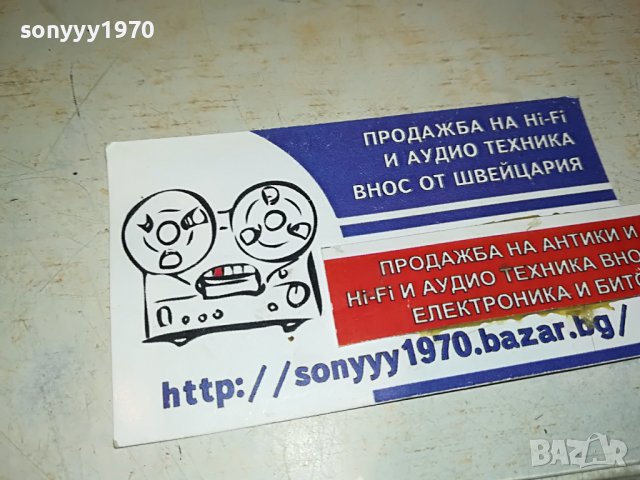 sonyyy1970
ПРОДАЖБА НА Hi-Fi
И АУДИО ТЕХНИКА
ВНОС ОТ ШВЕЙЦАРИЯ
ПРОДАЖБА НА АНТИКИ И
Hi-Fi И АУДИО ТЕХНИКА ВНО
ЕЛЕКТРОНИКА И БИТО
http://sonyyy1970.bazar.bg/
BAZAR